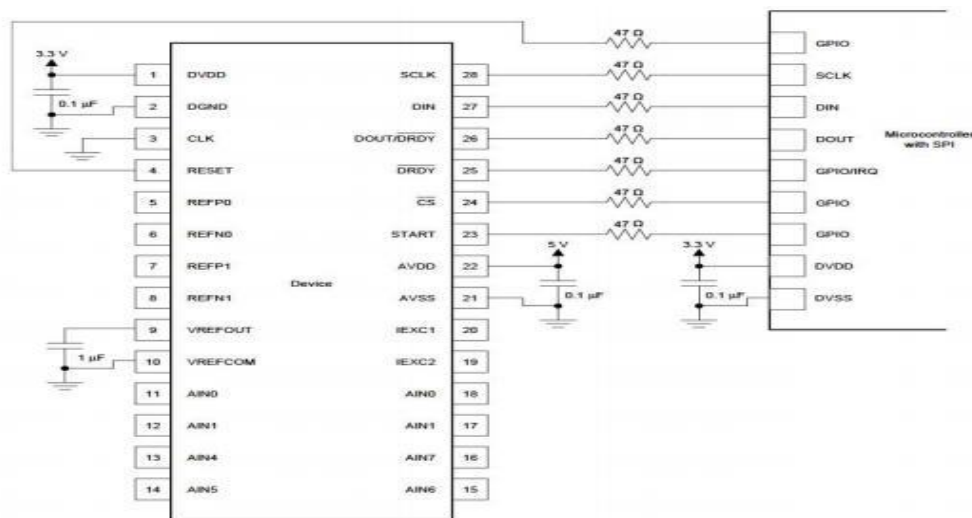 47 Ω
GPIO
3.3 V
0.1 µF
1 DVDD SCLK 28 47 Ω SCLK
2 DGND DIN 27 47 Ω DIN
3 CLK DOUT/DRDY 26 47 Ω DOUT
Microcontroller
with SPI
4 RESET DRDY 25 47 Ω GPIO/IRQ
5 REFP0 CS 24 47 Ω GPIO
6 REFN0 START 23 47 Ω GPIO
5 V 3.3 V
7 REFP1 AVDD 22 DVDD
Device
8 REFN1 AVSS 21 0.1 µF 0.1 µF DVSS
9 VREFOUT IEXC1 20
1 µF
10 VREFCOM IEXC2 19
11 AIN0 AIN0 18
12 AIN1 AIN1 17
13 AIN4 AIN7 16
14 AIN5 AIN6 15